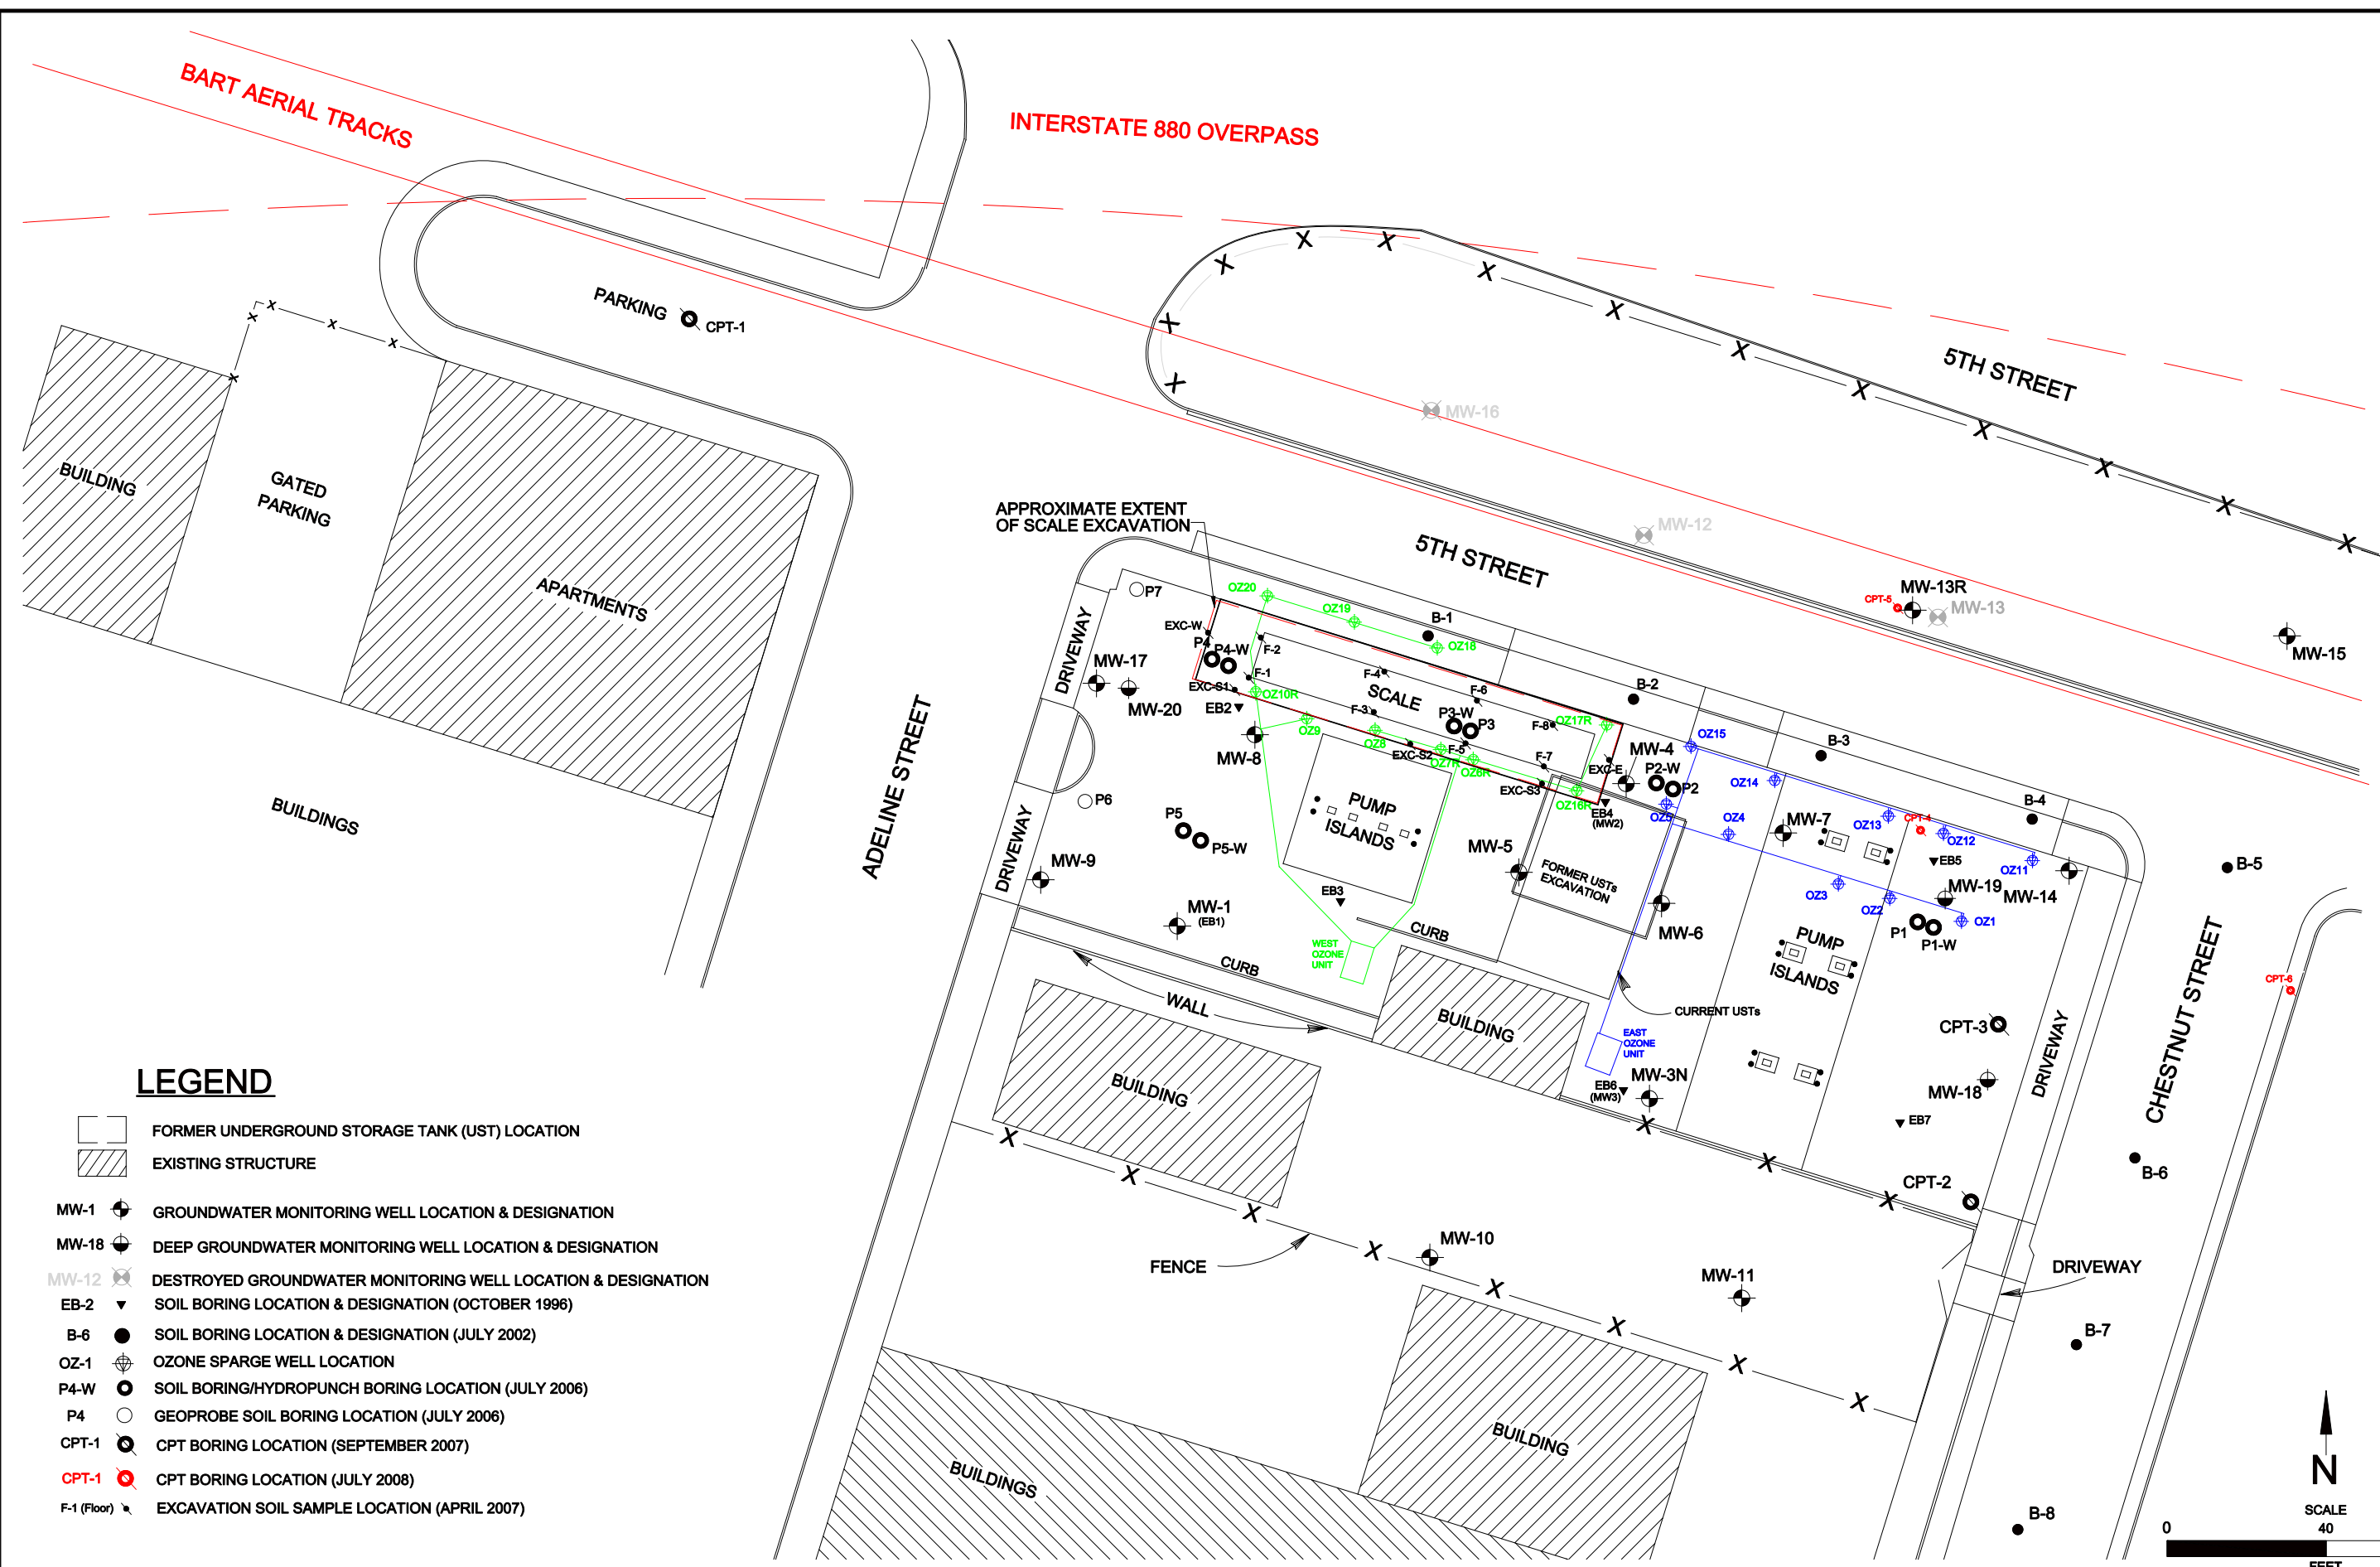 BART AERIAL TRACKS
INTERSTATE 880 OVERPASS
PARKING
CPT-1
5TH STREET
MW-16
MW-12
BUILDING
GATED
PARKING
APARTMENTS
BUILDINGS
ADELINE STREET
APPROXIMATE EXTENT
OF SCALE EXCAVATION
5TH STREET
MW-13R
CPT-5
MW-13
MW-15
DRIVEWAY
P7
OZ20
OZ19
B-1
OZ18
EXC-W
P4
P4-W
F-2
F-1
MW-17
MW-20
EXC-S1
OZ10R
EB2
F-4
SCALE
F-6
F-3
P3-W
P3
F-8
OZ17R
B-2
MW-8
OZ9
OZ8
EXC-S2
F-5
OZ7R
OZ6R
F-7
EXC-E
EXC-S3
OZ16R
MW-4
P2-W
P2
EB4
(MW2)
OZ5
OZ15
OZ14
OZ4
B-3
B-4
MW-7
OZ13
CPT-4
OZ12
EB5
OZ11
MW-14
MW-19
OZ3
OZ2
OZ1
P1
P1-W
B-5
P6
P5
P5-W
PUMP
ISLANDS
MW-5
FORMER USTs
EXCAVATION
MW-6
DRIVEWAY
MW-9
MW-1
(EB1)
EB3
CURB
WEST
OZONE
UNIT
CURB
WALL
BUILDING
CURRENT USTs
EAST
OZONE
UNIT
PUMP
ISLANDS
CPT-3
MW-18
DRIVEWAY
CHESTNUT STREET
CPT-6
BUILDING
EB6
(MW3)
MW-3N
EB7
CPT-2
B-6
FENCE
MW-10
MW-11
DRIVEWAY
B-7
BUILDING
BUILDINGS
B-8
LEGEND
FORMER UNDERGROUND STORAGE TANK (UST) LOCATION
EXISTING STRUCTURE
MW-1 GROUNDWATER MONITORING WELL LOCATION & DESIGNATION
MW-18 DEEP GROUNDWATER MONITORING WELL LOCATION & DESIGNATION
MW-12 DESTROYED GROUNDWATER MONITORING WELL LOCATION & DESIGNATION
EB-2 SOIL BORING LOCATION & DESIGNATION (OCTOBER 1996)
B-6 SOIL BORING LOCATION & DESIGNATION (JULY 2002)
OZ-1 OZONE SPARGE WELL LOCATION
P4-W SOIL BORING/HYDROPUNCH BORING LOCATION (JULY 2006)
P4 GEOPROBE SOIL BORING LOCATION (JULY 2006)
CPT-1 CPT BORING LOCATION (SEPTEMBER 2007)
CPT-1 CPT BORING LOCATION (JULY 2008)
F-1 (Floor) EXCAVATION SOIL SAMPLE LOCATION (APRIL 2007)
N
SCALE
0 40
FEET